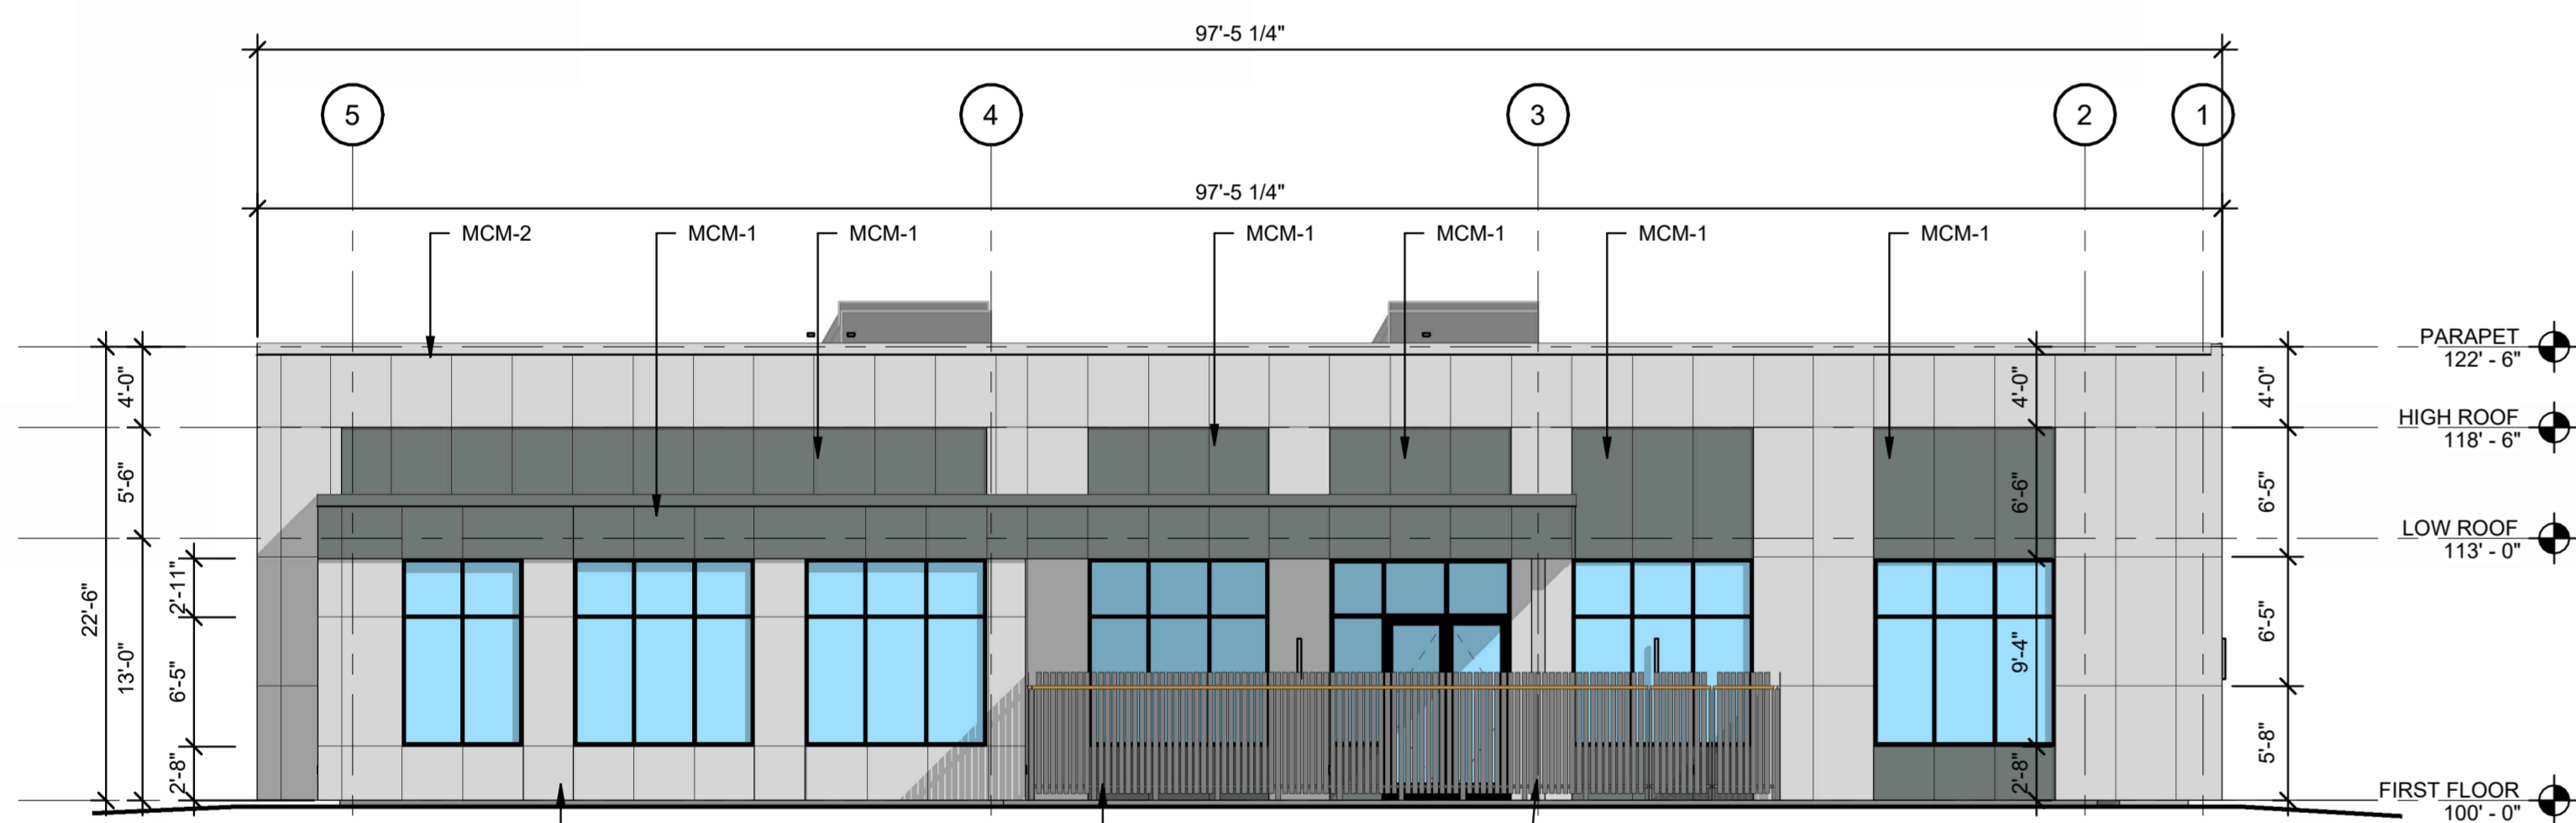 97'-5 1/4"
5 4 3 2 1
97'-5 1/4"
MCM-2 MCM-1 MCM-1 MCM-1 MCM-1 MCM-1 MCM-1
PARAPET
122' - 6"
HIGH ROOF
118' - 6"
LOW ROOF
113' - 0"
FIRST FLOOR
100' - 0"
22'-6"
4'-0"
5'-6"
13'-0"
2'-11"
6'-5"
2'-8"
4'-0"
6'-6"
9'-4"
2'-8"
4'-0"
6'-5"
6'-5"
5'-8"